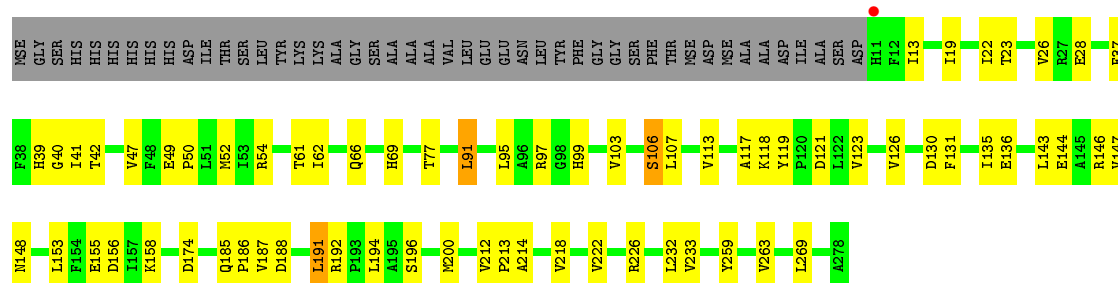 MSE GLY SER HIS HIS HIS HIS HIS HIS ASP ILE THR SER LEU TYR LYS LYS ALA GLY SER ALA ALA ALA VAL LEU GLU GLU ASN LEU TYR PHE GLY GLY SER PHE THR MSE ASP MSE ALA ALA ASP ILE ALA SER ASP H11 F12 I13 I19 I22 T23 V26 R27 E28 E37
F38 H39 G40 I41 T42 V47 F48 E49 P50 L51 M52 I53 R54 T61 I62 Q66 H69 T77 L91 L95 A96 R97 G98 H99 V103 S106 L107 V113 A117 K118 Y119 P120 D121 L122 V123 V126 D130 F131 I135 E136 L143 E144 A145 R146 V147
N148 L153 F154 E155 D156 I157 K158 D174 Q185 P186 V187 D188 L191 R192 P193 L194 A195 S196 M200 V212 P213 A214 V218 V222 R226 L232 V233 Y259 V263 L269 A278